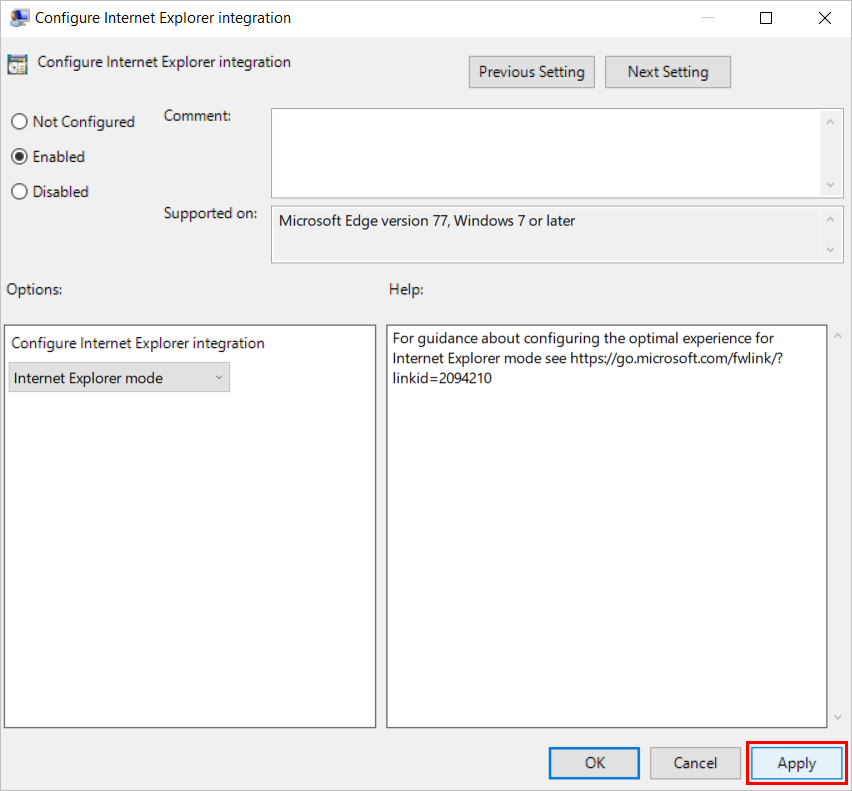 Configure Internet Explorer integration
Configure Internet Explorer integration
Previous Setting
Next Setting
Not Configured
Enabled
Disabled
Comment:
Supported on:
Microsoft Edge version 77, Windows 7 or later
Options:
Help:
Configure Internet Explorer integration
Internet Explorer mode
For guidance about configuring the optimal experience for
Internet Explorer mode see https://go.microsoft.com/fwlink/?
linkid=2094210
OK
Cancel
Apply